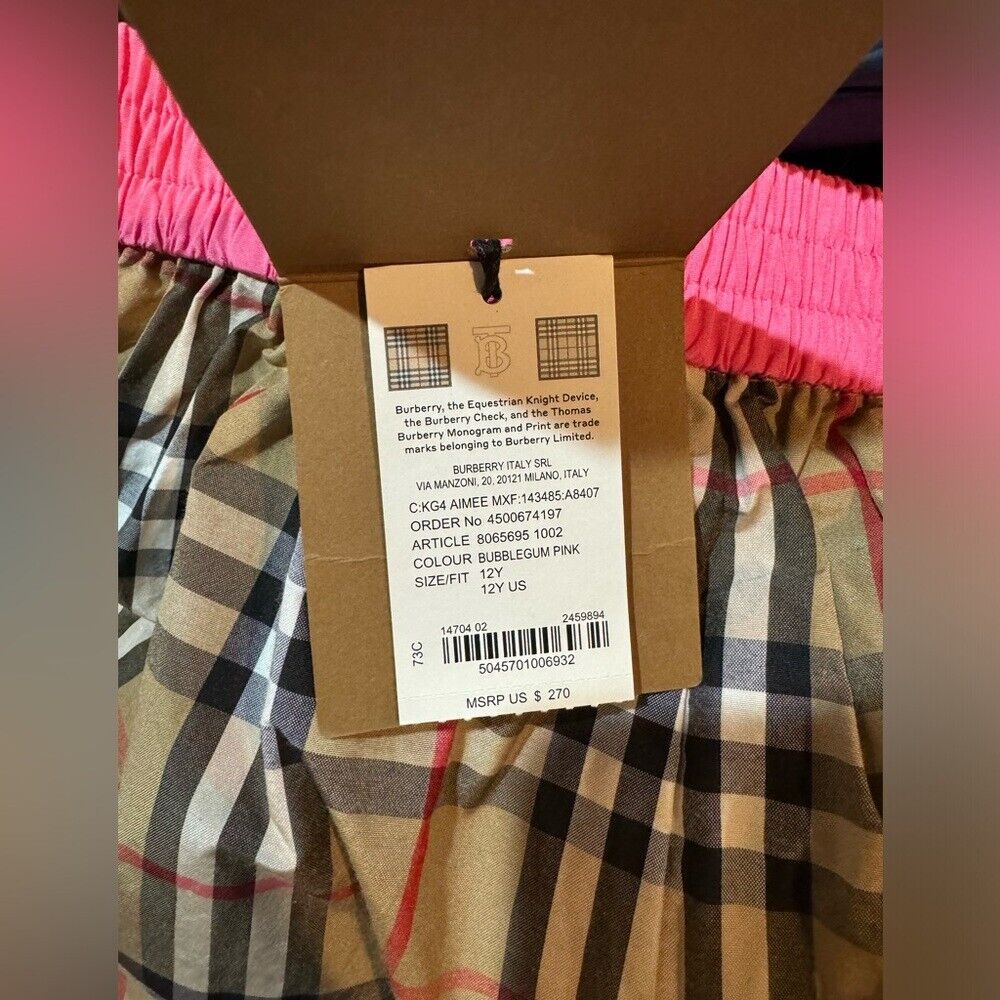 B
Burberry, the Equestrian Knight Device,
the Burberry Check, and the Thomas
Burberry Monogram and Print are trade
marks belonging to Burberry Limited.
BURBERRY ITALY SRL
VIA MANZONI, 20, 20121 MILANO, ITALY
C:KG4 AIMEE MXF:143485:A8407
ORDER No 4500674197
ARTICLE 8065695 1002
COLOUR BUBBLEGUM PINK
SIZE/FIT 12Y
12Y US
14704 02 2459894
73C
5045701006932
MSRP US $ 270